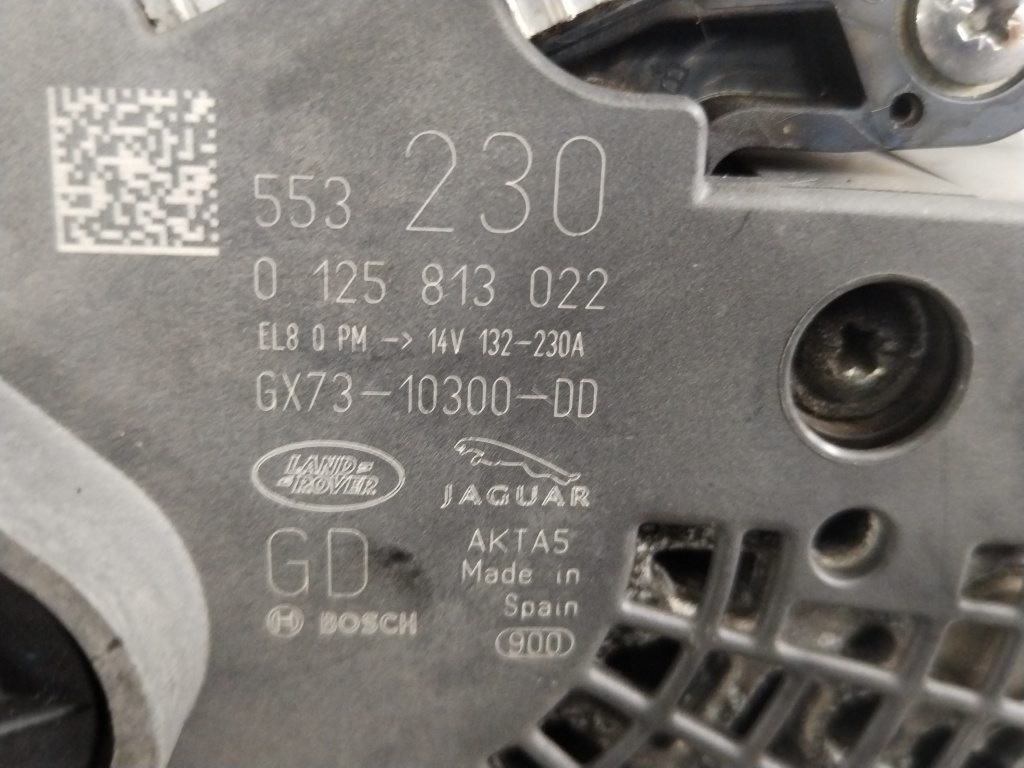 553 230
0 125 813 022
EL8 0 PM -> 14V 132-230A
GX73-10300-DD
LAND-
-ROVER
JAGUAR
GD
AKTA5
Made in
Spain
BOSCH
900